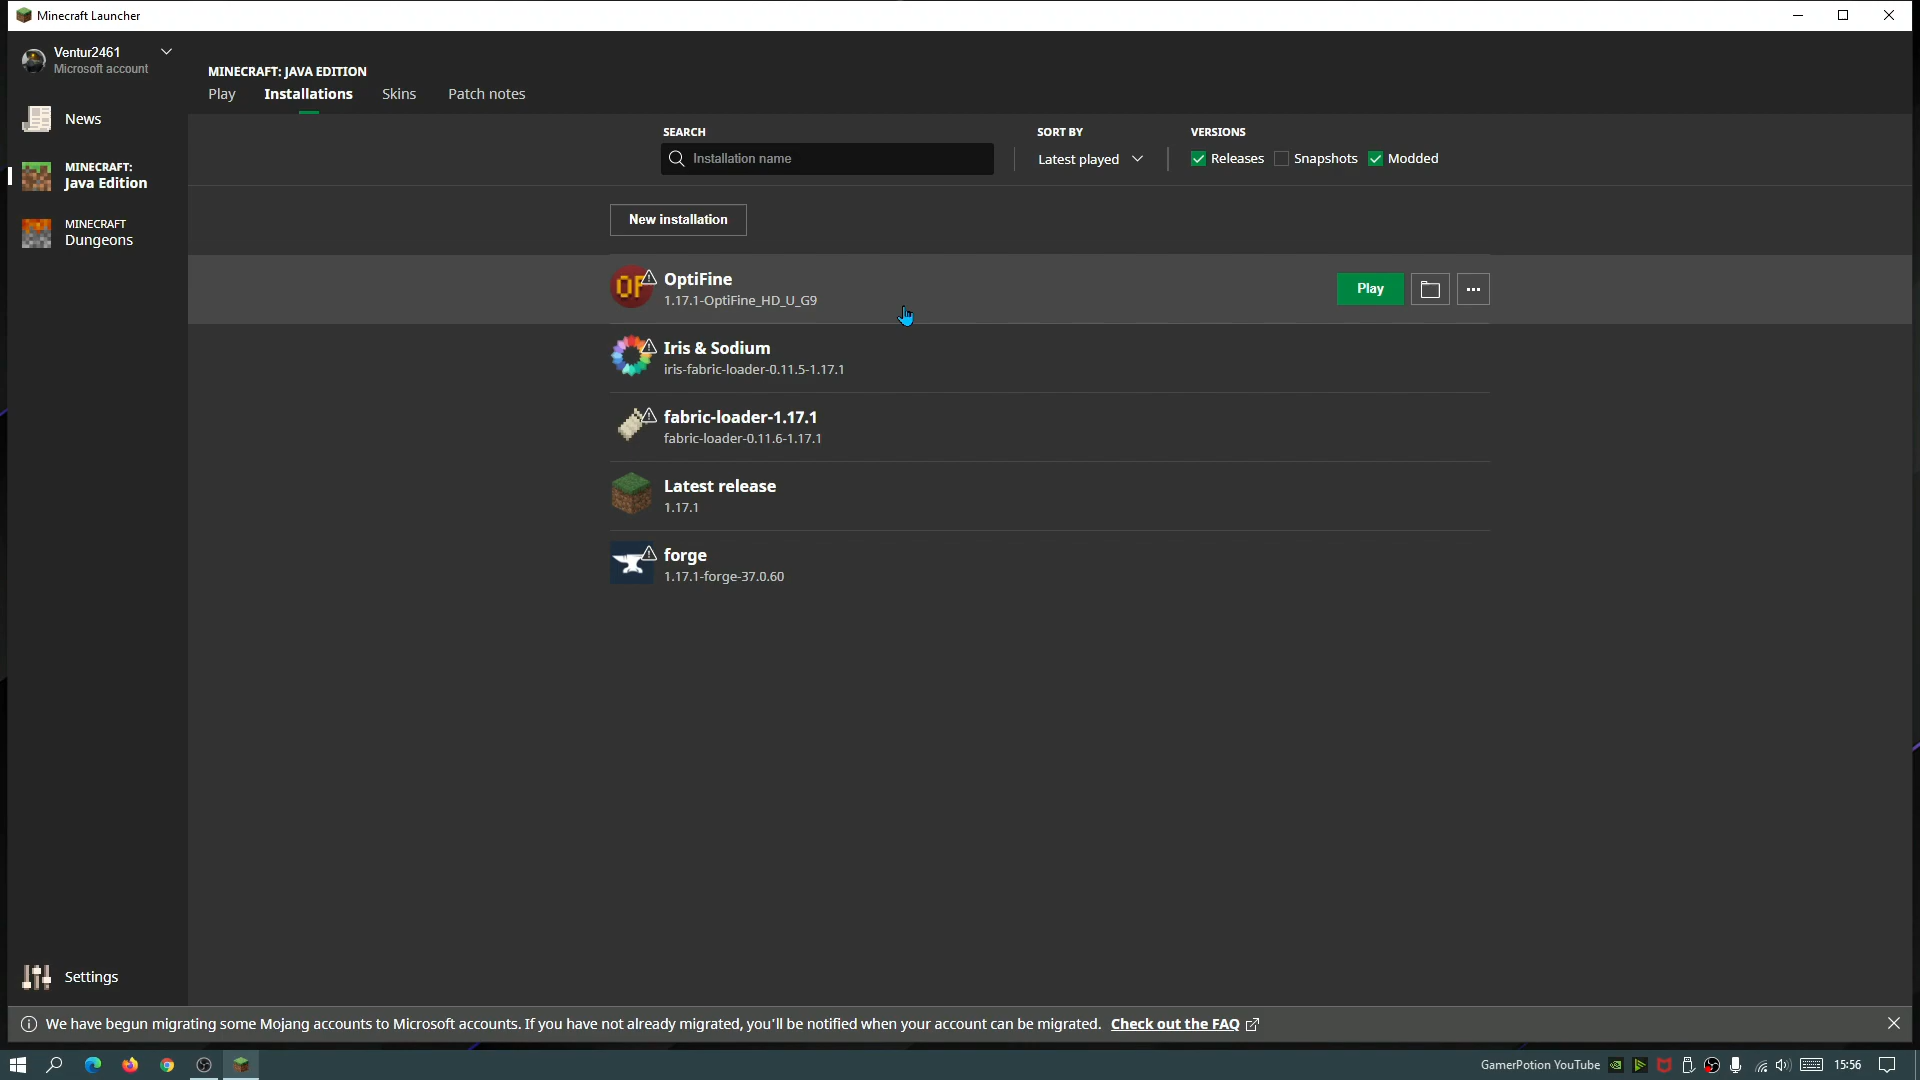 Minecraft Launcher
Ventur2461
Microsoft account
News
MINECRAFT:
Java Edition
MINECRAFT
Dungeons
Settings
MINECRAFT: JAVA EDITION
Play Installations Skins Patch notes
SEARCH SORT BY VERSIONS
Installation name Latest played Releases Snapshots Modded
New installation
OptiFine
1.17.1-OptiFine_HD_U_G9
Play
Iris & Sodium
iris-fabric-loader-0.11.5-1.17.1
fabric-loader-1.17.1
fabric-loader-0.11.6-1.17.1
Latest release
1.17.1
forge
1.17.1-forge-37.0.60
We have begun migrating some Mojang accounts to Microsoft accounts. If you have not already migrated, you'll be notified when your account can be migrated. Check out the FAQ
GamerPotion YouTube 15:56